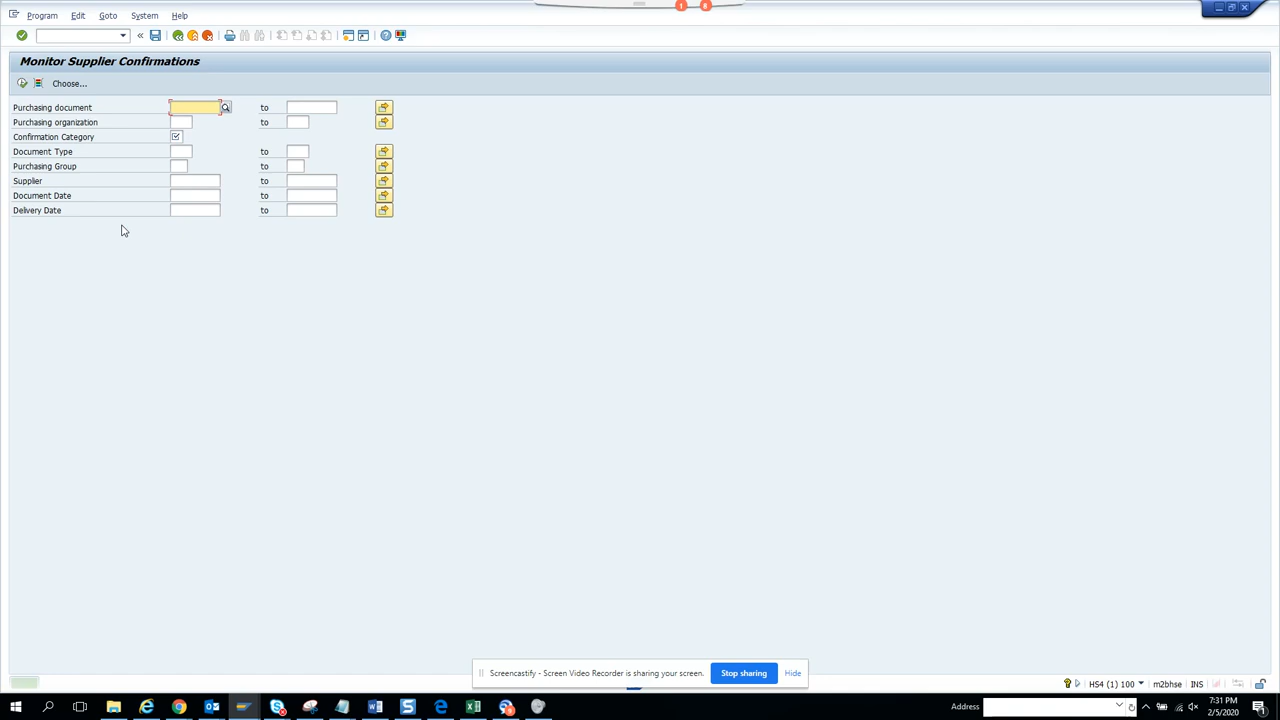 Program Edit Goto System Help
1 8
Monitor Supplier Confirmations
Choose...
Purchasing document to
Purchasing organization to
Confirmation Category
Document Type to
Purchasing Group to
Supplier to
Document Date to
Delivery Date to
Screencastify - Screen Video Recorder is sharing your screen. Stop sharing Hide
HS4 (1) 100 m2bhse INS
Address 7:31 PM
2/5/2020